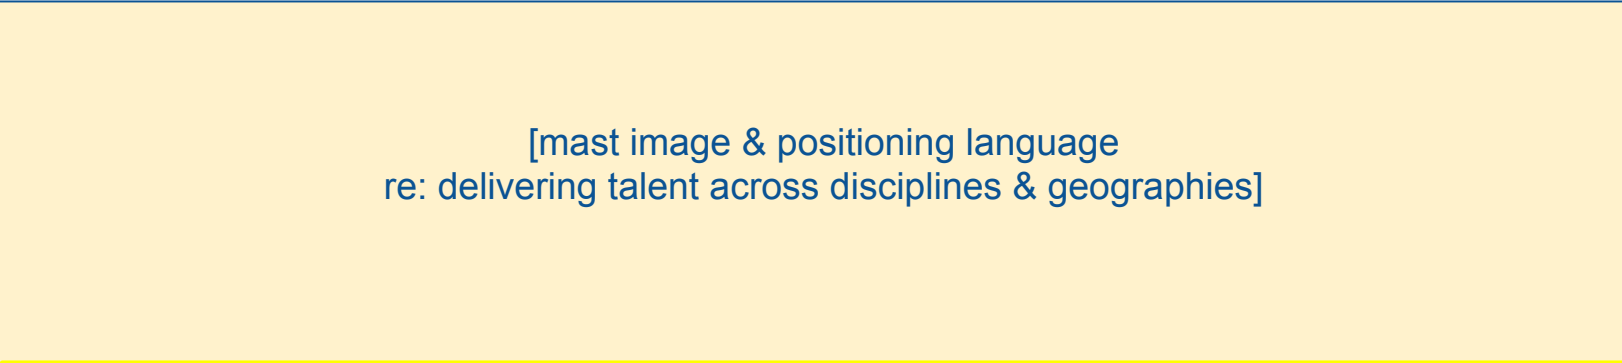 [mast image & positioning language
re: delivering talent across disciplines & geographies]